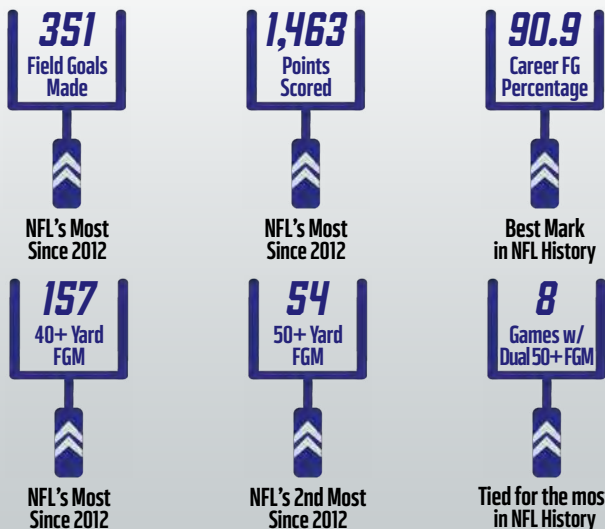 351
Field Goals
Made
NFL's Most
Since 2012
1,463
Points
Scored
NFL's Most
Since 2012
90.9
Career FG
Percentage
Best Mark
in NFL History
157
40+ Yard
FGM
NFL's Most
Since 2012
54
50+ Yard
FGM
NFL's 2nd Most
Since 2012
8
Games w/
Dual 50+ FGM
Tied for the mos
in NFL History